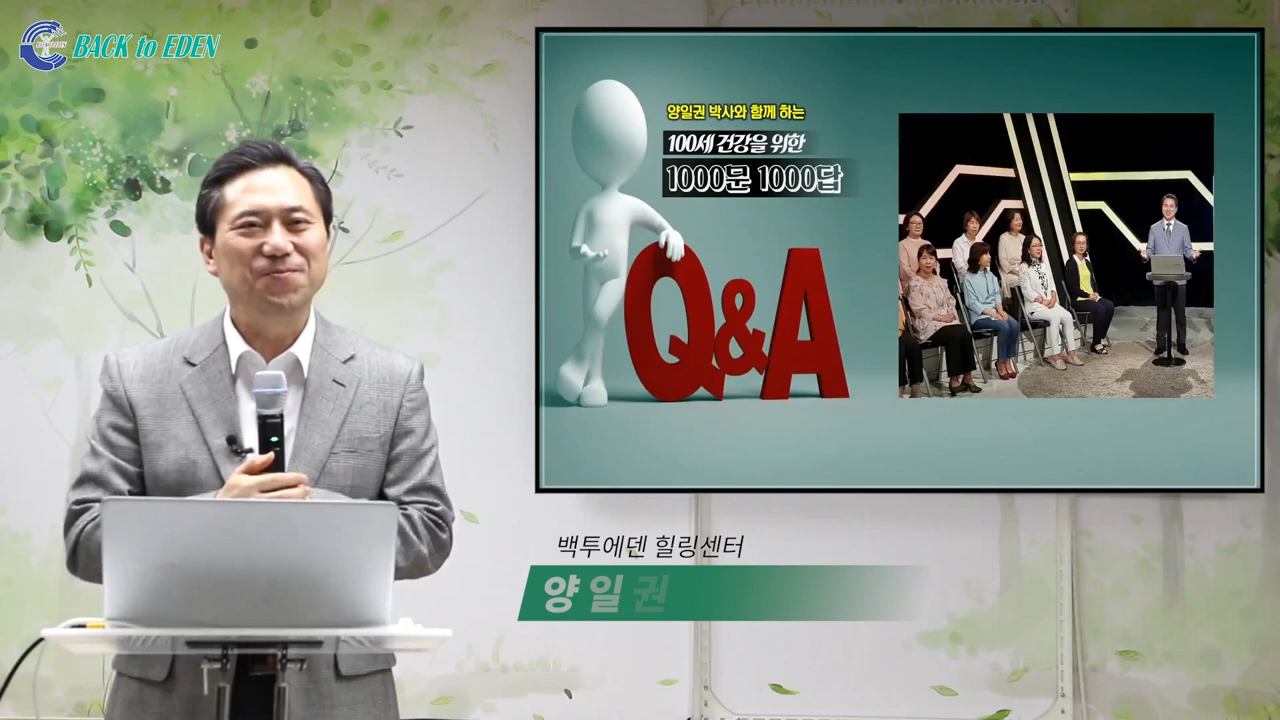 BACK to EDEN
양일권 박사와 함께 하는
100세 건강을 위한
1000문 1000답
Q&A
백투에덴 힐링센터
양일권